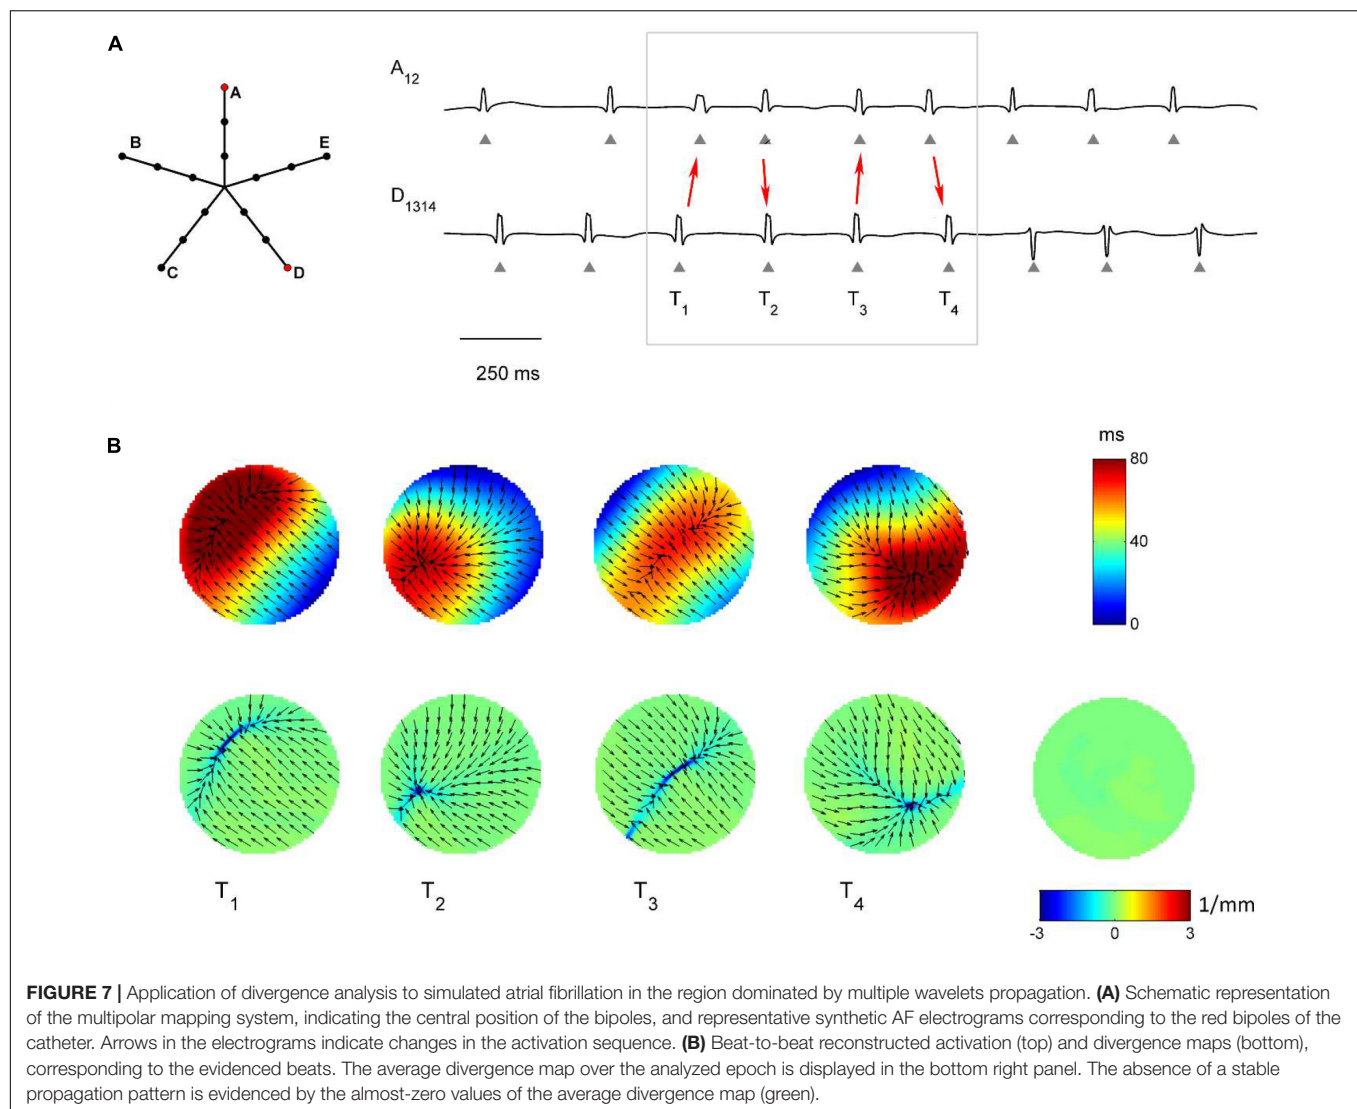 A
A
B
E
C
D
A12
D1314
T1
T2
T3
T4
250 ms
B
ms
80
40
0
T1
T2
T3
T4
1/mm
-3
0
3
FIGURE 7 | Application of divergence analysis to simulated atrial fibrillation in the region dominated by multiple wavelets propagation. (A) Schematic representation
of the multipolar mapping system, indicating the central position of the bipoles, and representative synthetic AF electrograms corresponding to the red bipoles of the
catheter. Arrows in the electrograms indicate changes in the activation sequence. (B) Beat-to-beat reconstructed activation (top) and divergence maps (bottom),
corresponding to the evidenced beats. The average divergence map over the analyzed epoch is displayed in the bottom right panel. The absence of a stable
propagation pattern is evidenced by the almost-zero values of the average divergence map (green).